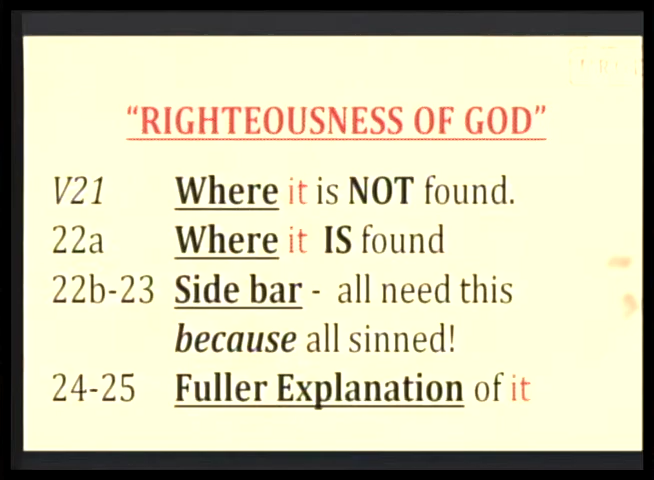 “RIGHTEOUSNESS OF GOD”
V21 Where it is NOT found.
22a Where it IS found
22b-23 Side bar - all need this
because all sinned!
24-25 Fuller Explanation of it